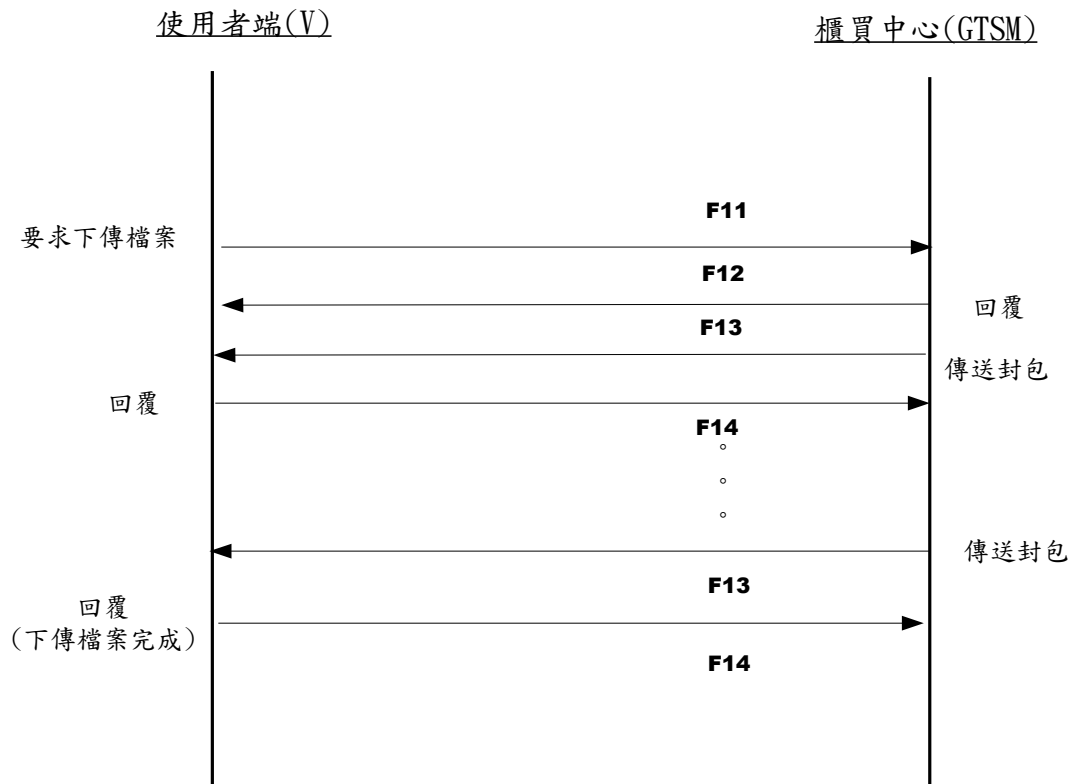 使用者端(V)
櫃買中心(GTSM)
F11
要求下傳檔案
F12
回覆
F13
傳送封包
回覆
F14
。
。
。
傳送封包
F13
回覆
(下傳檔案完成)
F14